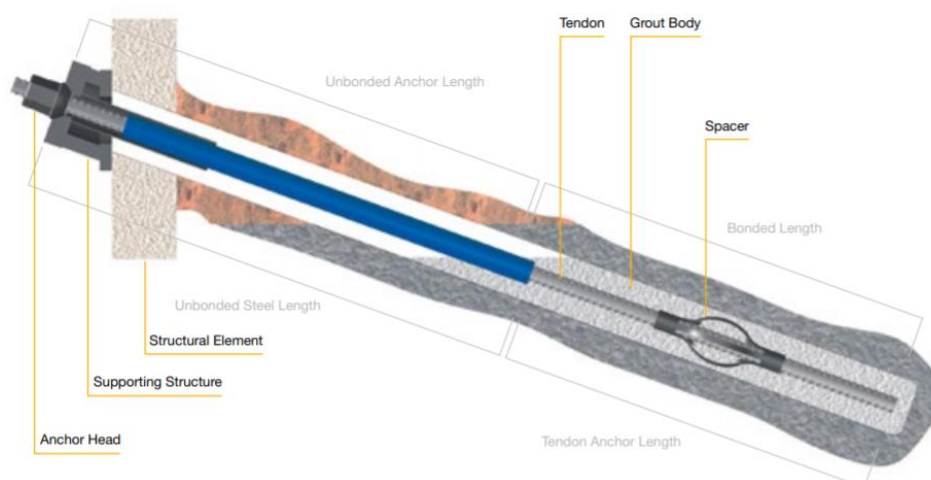 Tendon
Grout Body
Unbonded Anchor Length
Spacer
Bonded Length
Unbonded Steel Length
Structural Element
Supporting Structure
Anchor Head
Tendon Anchor Length